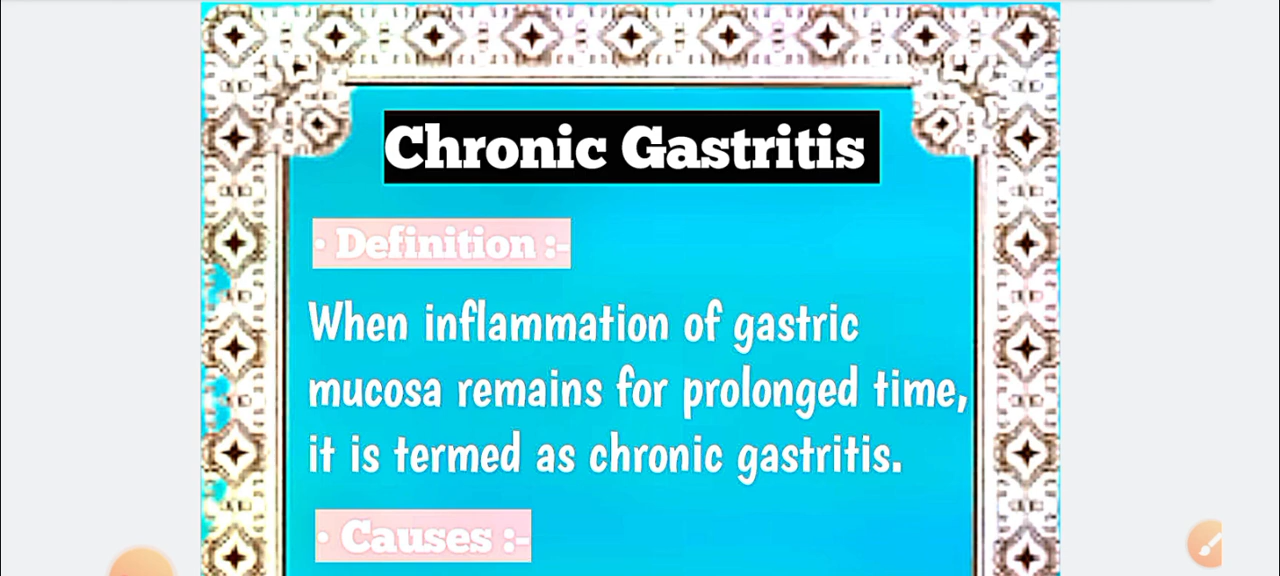 Chronic Gastritis
• Definition :-
When inflammation of gastric
mucosa remains for prolonged time,
it is termed as chronic gastritis.
• Causes :-